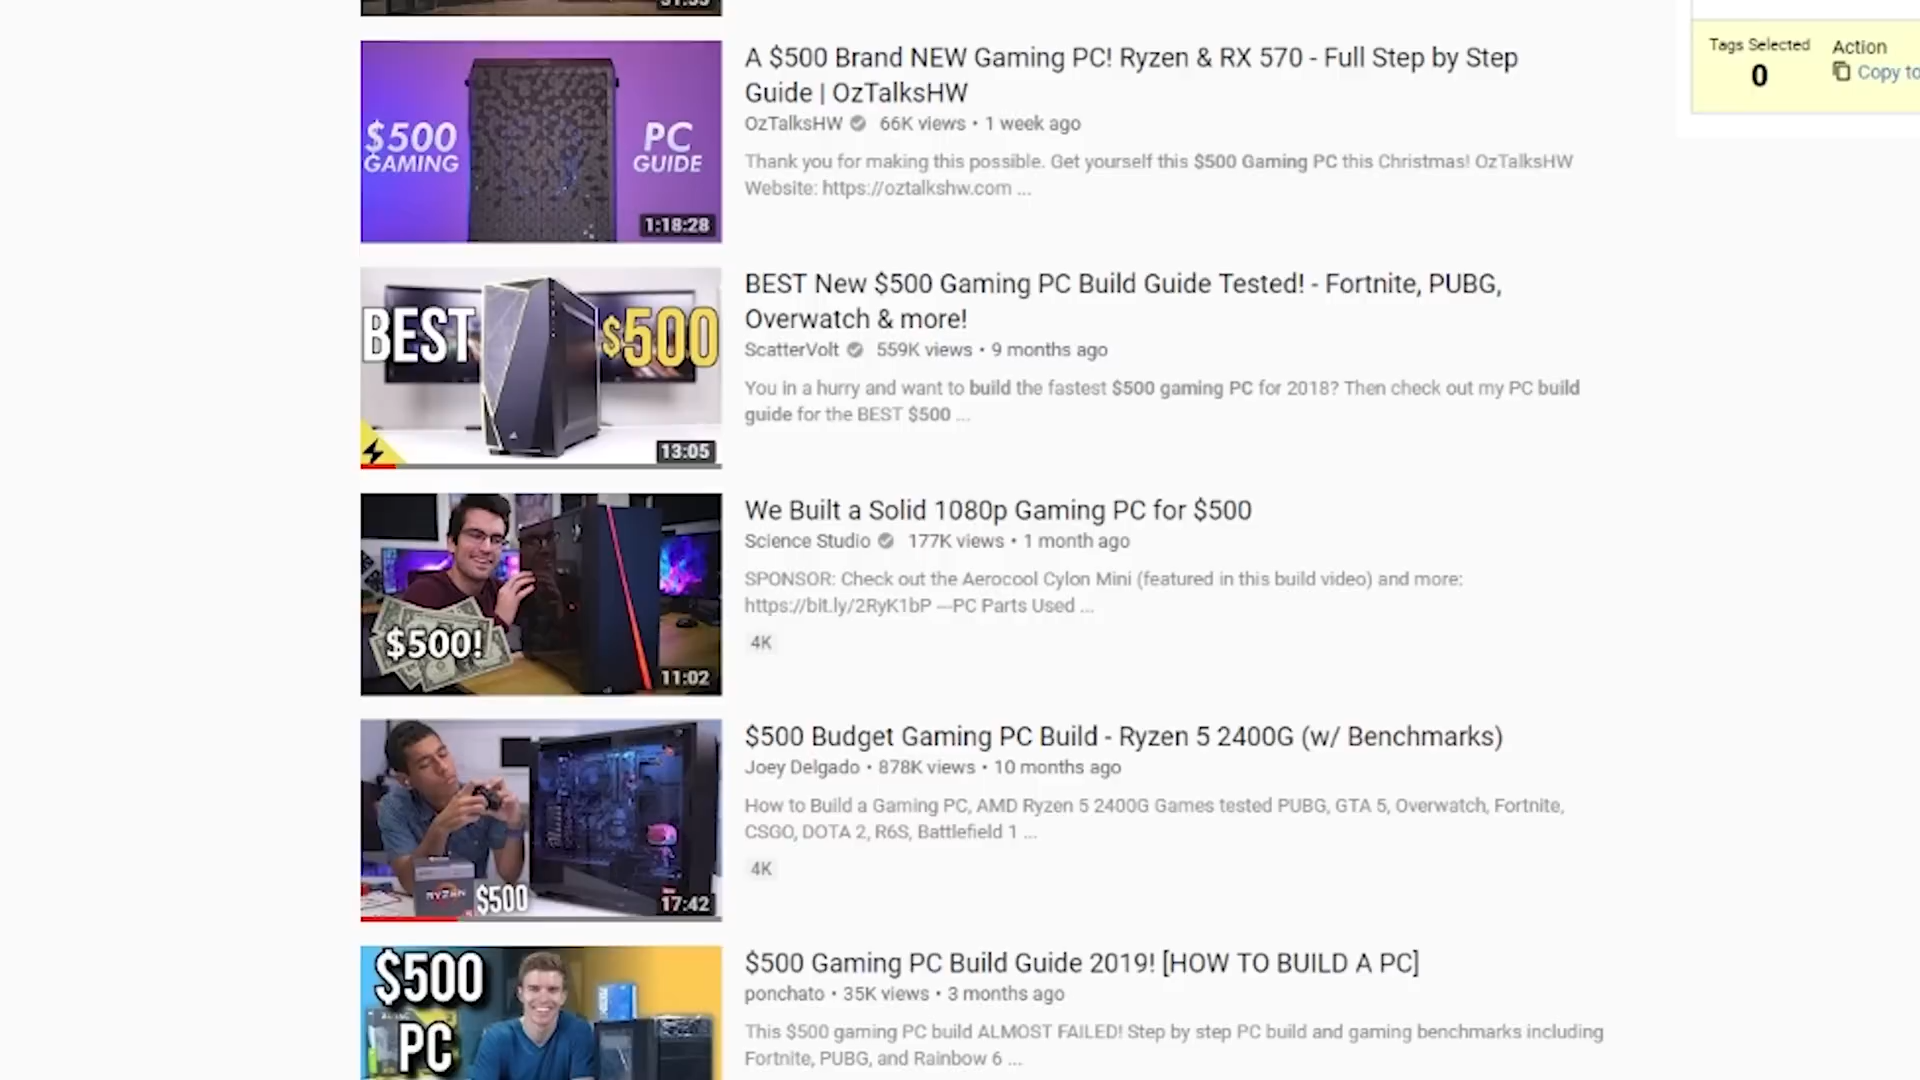 Tags Selected
0
Action
Copy to
$500
GAMING
PC
GUIDE
1:18:28
A $500 Brand NEW Gaming PC! Ryzen & RX 570 - Full Step by Step
Guide | OzTalksHW
OzTalksHW 66K views • 1 week ago
Thank you for making this possible. Get yourself this $500 Gaming PC this Christmas! OzTalksHW
Website: https://oztalkshw.com ...
BEST
$500
13:05
BEST New $500 Gaming PC Build Guide Tested! - Fortnite, PUBG,
Overwatch & more!
ScatterVolt 559K views • 9 months ago
You in a hurry and want to build the fastest $500 gaming PC for 2018? Then check out my PC build
guide for the BEST $500 ...
$500!
11:02
We Built a Solid 1080p Gaming PC for $500
Science Studio 177K views • 1 month ago
SPONSOR: Check out the Aerocool Cylon Mini (featured in this build video) and more:
https://bit.ly/2RyK1bP —PC Parts Used ...
4K
RYZEN
$500
17:42
$500 Budget Gaming PC Build - Ryzen 5 2400G (w/ Benchmarks)
Joey Delgado • 878K views • 10 months ago
How to Build a Gaming PC, AMD Ryzen 5 2400G Games tested PUBG, GTA 5, Overwatch, Fortnite,
CSGO, DOTA 2, R6S, Battlefield 1 ...
4K
$500
PC
$500 Gaming PC Build Guide 2019! [HOW TO BUILD A PC]
ponchato • 35K views • 3 months ago
This $500 gaming PC build ALMOST FAILED! Step by step PC build and gaming benchmarks including
Fortnite, PUBG, and Rainbow 6 ...